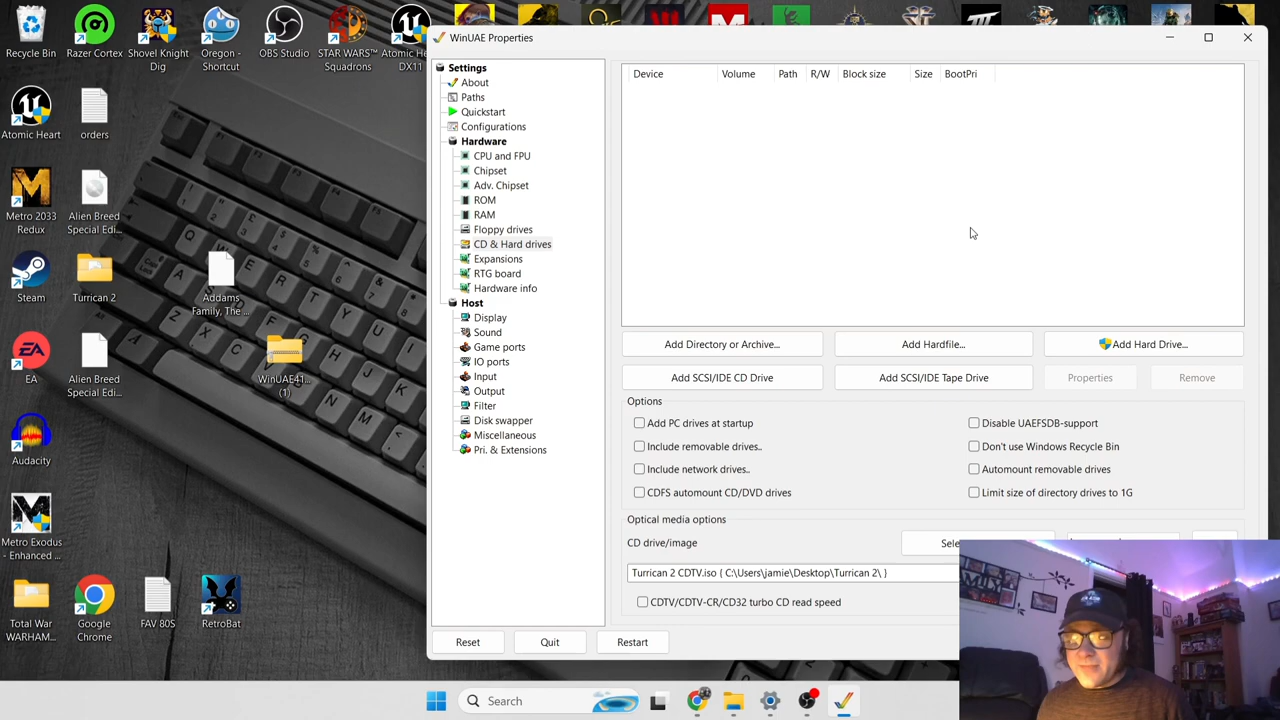 Recycle Bin
Razer Cortex
Shovel Knight
Dig
Oregon -
Shortcut
OBS Studio
STAR WARS™
Squadrons
Atomic He
DX11
Atomic Heart
orders
Metro 2033
Redux
Alien Breed
Special Edi...
Steam
Turrican 2
Addams
Family, The ...
EA
Alien Breed
Special Edi...
WinUAE41...
(1)
Audacity
Metro Exodus
- Enhanced ...
Total War
WARHAM...
Google
Chrome
FAV 80S
RetroBat
WinUAE Properties
Settings
About
Paths
Quickstart
Configurations
Hardware
CPU and FPU
Chipset
Adv. Chipset
ROM
RAM
Floppy drives
CD & Hard drives
Expansions
RTG board
Hardware info
Host
Display
Sound
Game ports
IO ports
Input
Output
Filter
Disk swapper
Miscellaneous
Pri. & Extensions
Device Volume Path R/W Block size Size BootPri
Add Directory or Archive... Add Hardfile... Add Hard Drive...
Add SCSI/IDE CD Drive Add SCSI/IDE Tape Drive Properties Remove
Options
Add PC drives at startup Disable UAEFSDB-support
Include removable drives.. Don't use Windows Recycle Bin
Include network drives.. Automount removable drives
CDFS automount CD/DVD drives Limit size of directory drives to 1G
Optical media options
CD drive/image Sele
Turrican 2 CDTV.iso { C:\Users\jamie\Desktop\Turrican 2\ }
CDTV/CDTV-CR/CD32 turbo CD read speed
Reset Quit Restart
Search